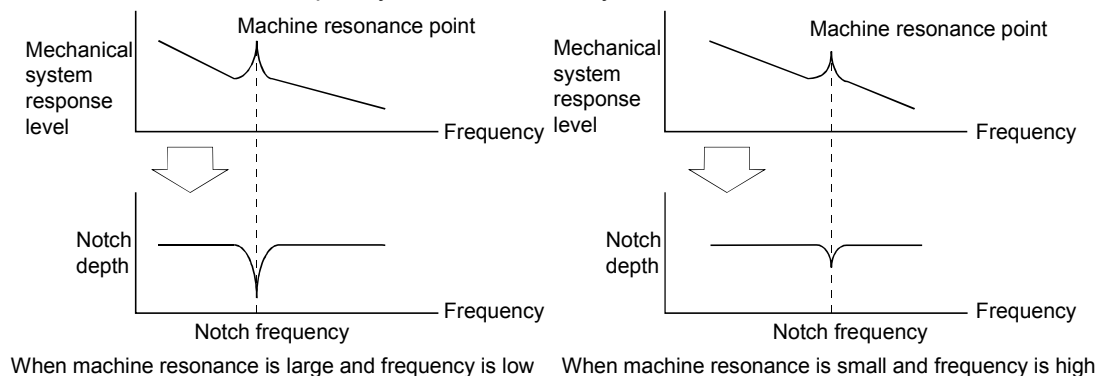 Machine resonance point
Mechanical
system
response
level
Frequency
Notch
depth
Frequency
Notch frequency
When machine resonance is large and frequency is low
Machine resonance point
Mechanical
system
response
level
Frequency
Notch
depth
Frequency
Notch frequency
When machine resonance is small and frequency is high